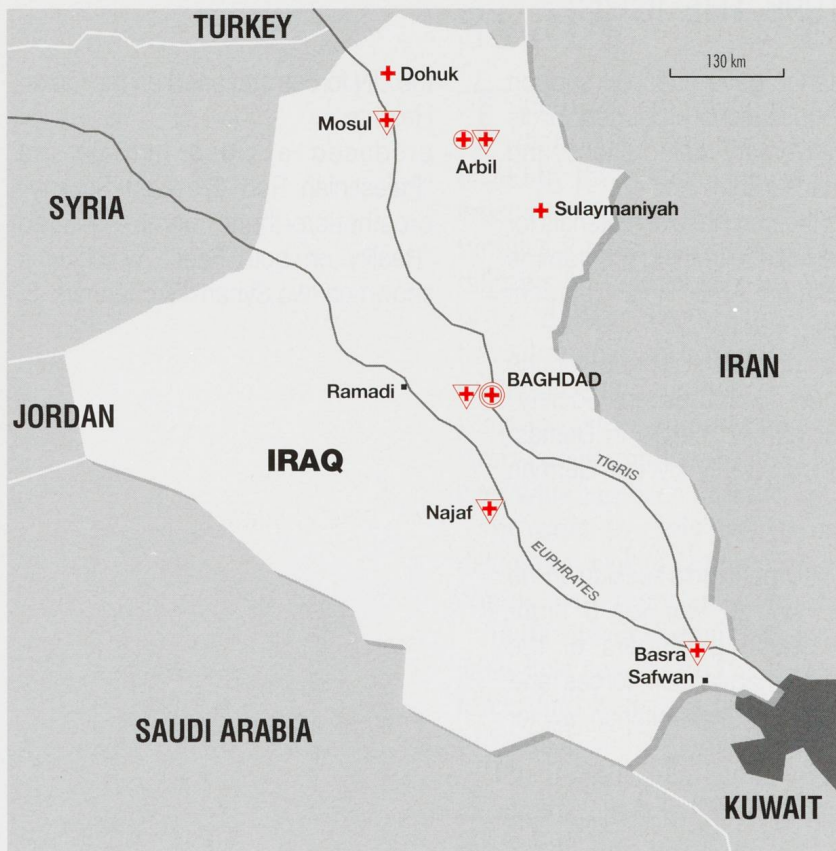 TURKEY
130 km
Dohuk
Mosul
Arbil
SYRIA
Sulaymaniyah
IRAN
BAGHDAD
Ramadi
JORDAN
IRAQ
TIGRIS
Najaf
EUPHRATES
Basra
Safwan
SAUDI ARABIA
KUWAIT